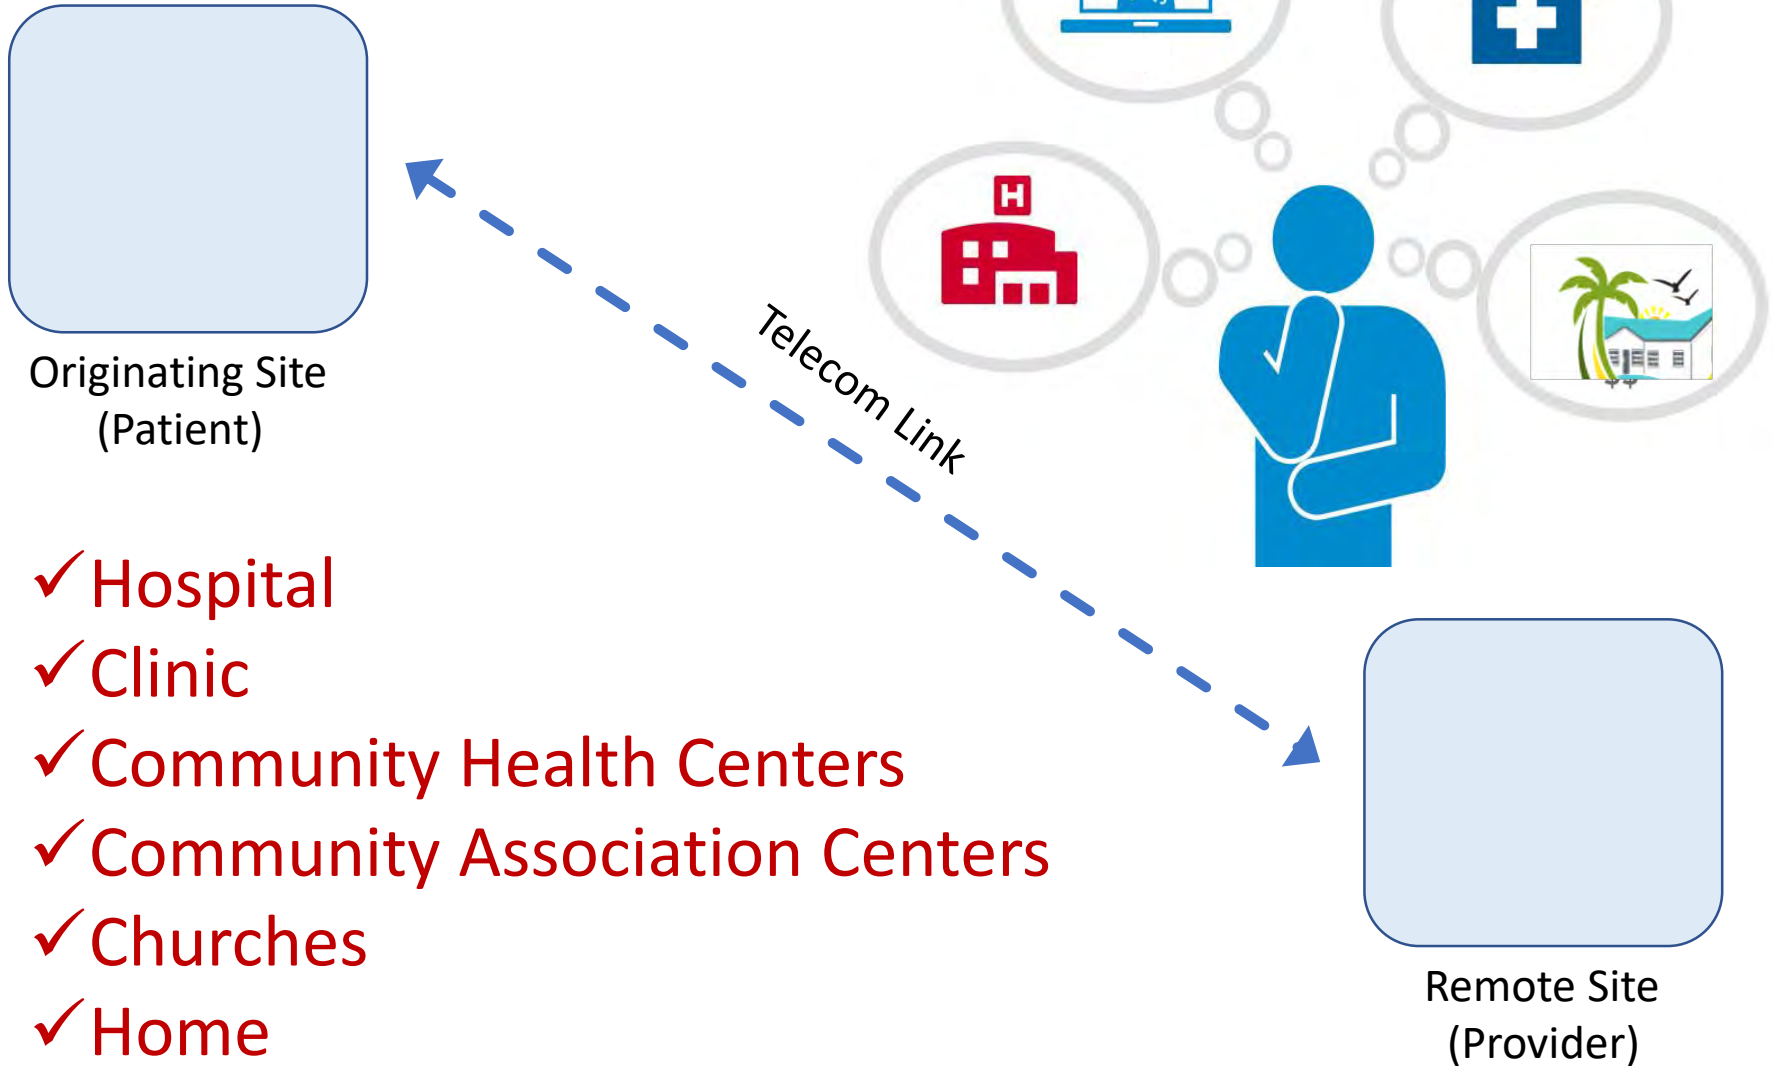 H
Originating Site
(Patient)
Telecom Link
✓Hospital
✓Clinic
✓Community Health Centers
✓Community Association Centers
✓Churches
✓Home
Remote Site
(Provider)